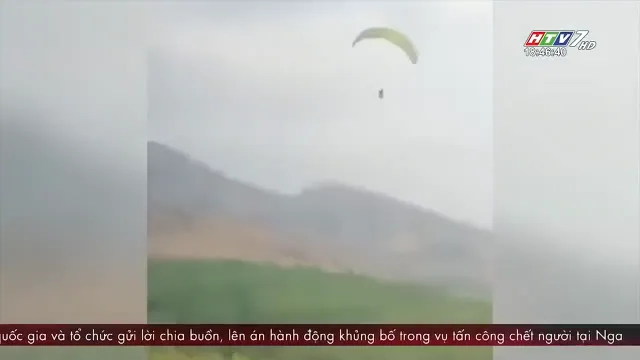 HTV7 HD
18:46:40
quốc gia và tổ chức gửi lời chia buồn, lên án hành động khủng bố trong vụ tấn công chết người tại Nga